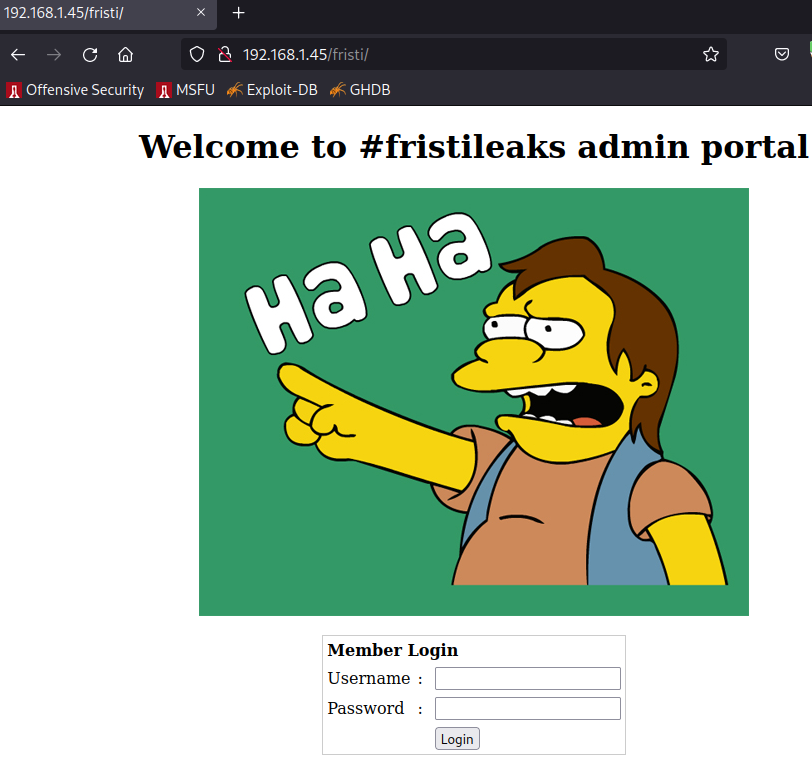 192.168.1.45/fristi/
192.168.1.45/fristi/
Offensive Security MSFU Exploit-DB GHDB
Welcome to #fristileaks admin portal
Ha Ha
Member Login
Username :
Password :
Login